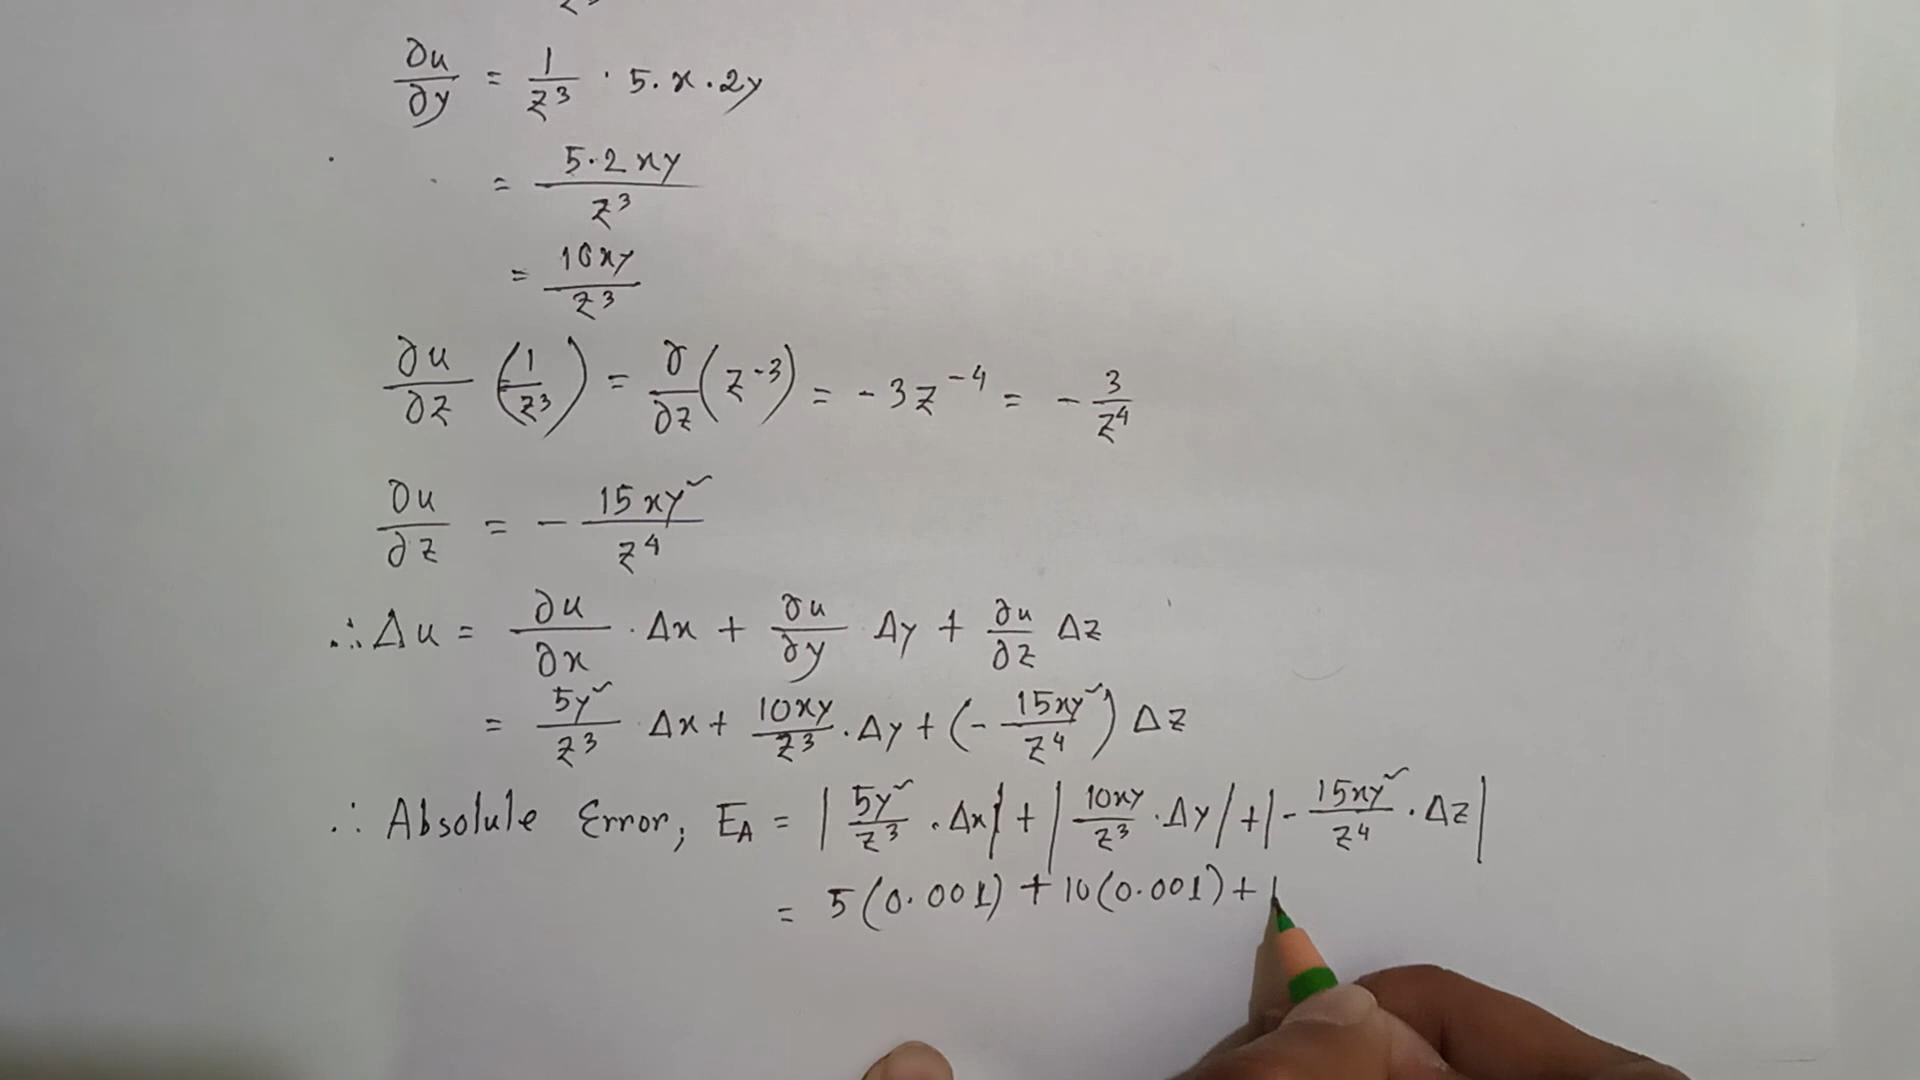 ∂u/∂y = 1/z³ · 5·x·2y
= 5·2xy/z³
= 10xy/z³
∂u/∂z (1/z³) = ∂/∂z (z⁻³) = -3z⁻⁴ = -3/z⁴
∂u/∂z = -15xy²/z⁴
∴ Δu = ∂u/∂x · Δx + ∂u/∂y Δy + ∂u/∂z Δz
= 5y²/z³ Δx + 10xy/z³ · Δy + (-15xy²/z⁴) Δz
∴ Absolute Error, E_A = |5y²/z³ · Δx| + |10xy/z³ · Δy| + |-15xy²/z⁴ · Δz|
= 5(0.001) + 10(0.001) + 1